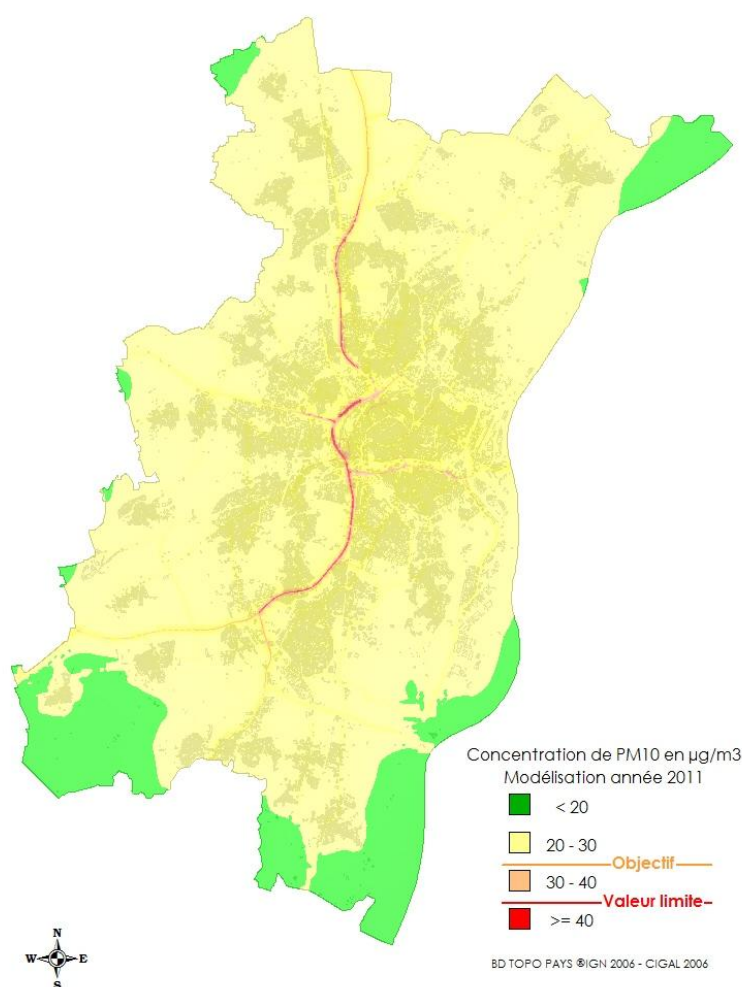 Concentration de PM10 en µg/m3
Modélisation année 2011
< 20
20 - 30
Objectif
30 - 40
Valeur limite
>= 40
N
W E
S
BD TOPO PAYS ®IGN 2006 - CIGAL 2006